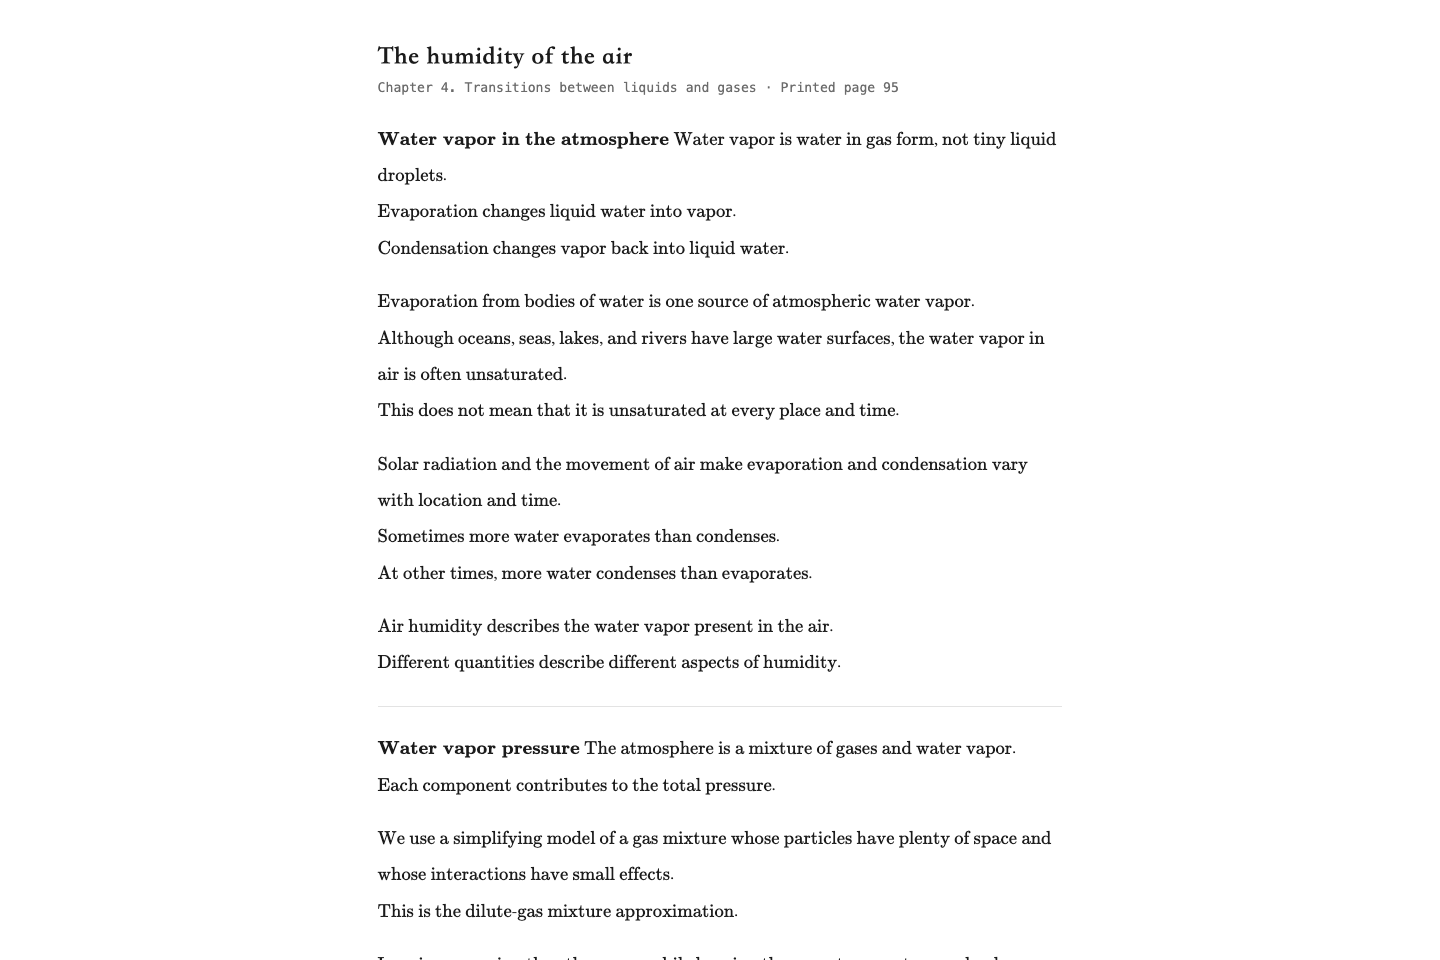 The humidity of the air
Chapter 4. Transitions between liquids and gases · Printed page 95
Water vapor in the atmosphere Water vapor is water in gas form, not tiny liquid
droplets.
Evaporation changes liquid water into vapor.
Condensation changes vapor back into liquid water.
Evaporation from bodies of water is one source of atmospheric water vapor.
Although oceans, seas, lakes, and rivers have large water surfaces, the water vapor in
air is often unsaturated.
This does not mean that it is unsaturated at every place and time.
Solar radiation and the movement of air make evaporation and condensation vary
with location and time.
Sometimes more water evaporates than condenses.
At other times, more water condenses than evaporates.
Air humidity describes the water vapor present in the air.
Different quantities describe different aspects of humidity.
Water vapor pressure The atmosphere is a mixture of gases and water vapor.
Each component contributes to the total pressure.
We use a simplifying model of a gas mixture whose particles have plenty of space and
whose interactions have small effects.
This is the dilute-gas mixture approximation.